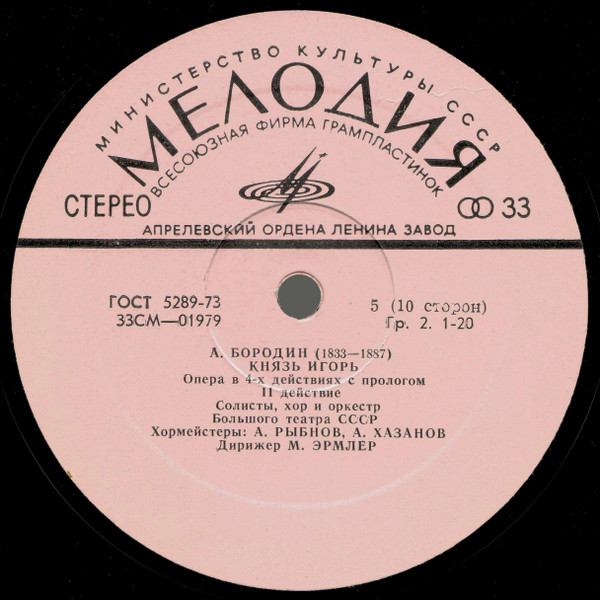 МИНИСТЕРСТВО КУЛЬТУРЫ СССР
МЕЛОДИЯ
ВСЕСОЮЗНАЯ ФИРМА ГРАМПЛАСТИНОК
СТЕРЕО
33
АПРЕЛЕВСКИЙ ОРДЕНА ЛЕНИНА ЗАВОД
ГОСТ 5289-73
33СМ—01979
5 (10 сторон)
Гр. 2. 1-20
А. БОРОДИН (1833—1887)
КНЯЗЬ ИГОРЬ
Опера в 4-х действиях с прологом
II действие
Солисты, хор и оркестр
Большого театра СССР
Хормейстеры: А. РЫБНОВ, А. ХАЗАНОВ
Дирижер М. ЭРМЛЕР